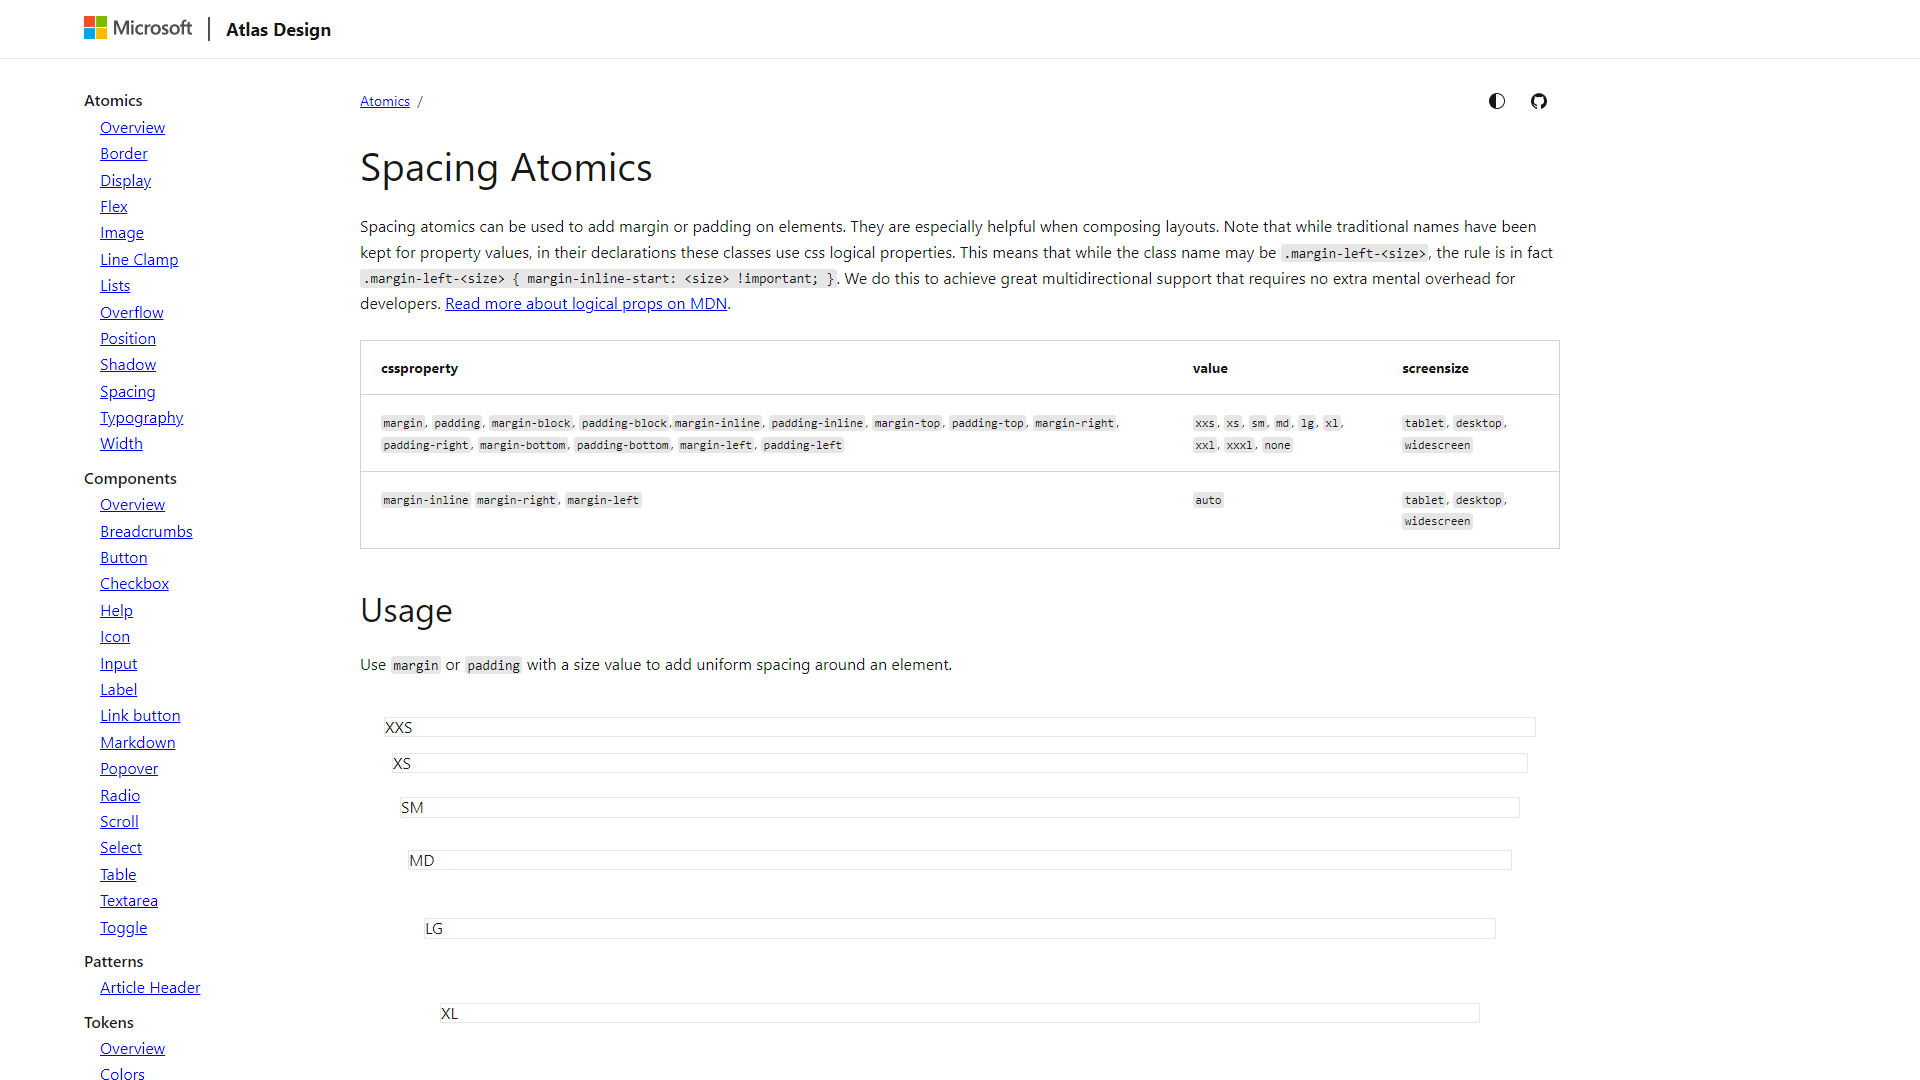 Microsoft
Atlas Design
Atomics
Overview
Border
Display
Flex
Image
Line Clamp
Lists
Overflow
Position
Shadow
Spacing
Typography
Width
Components
Overview
Breadcrumbs
Button
Checkbox
Help
Icon
Input
Label
Link button
Markdown
Popover
Radio
Scroll
Select
Table
Textarea
Toggle
Patterns
Article Header
Tokens
Overview
Colors
Atomics /
Spacing Atomics
Spacing atomics can be used to add margin or padding on elements. They are especially helpful when composing layouts. Note that while traditional names have been
kept for property values, in their declarations these classes use css logical properties. This means that while the class name may be .margin-left-<size>, the rule is in fact
.margin-left-<size> { margin-inline-start: <size> !important; }. We do this to achieve great multidirectional support that requires no extra mental overhead for
developers. Read more about logical props on MDN.
cssproperty value screensize
margin, padding, margin-block, padding-block,margin-inline, padding-inline, margin-top, padding-top, margin-right,
padding-right, margin-bottom, padding-bottom, margin-left, padding-left
xxs, xs, sm, md, lg, xl,
xxl, xxxl, none
tablet, desktop,
widescreen
margin-inline margin-right, margin-left
auto
tablet, desktop,
widescreen
Usage
Use margin or padding with a size value to add uniform spacing around an element.
XXS
XS
SM
MD
LG
XL